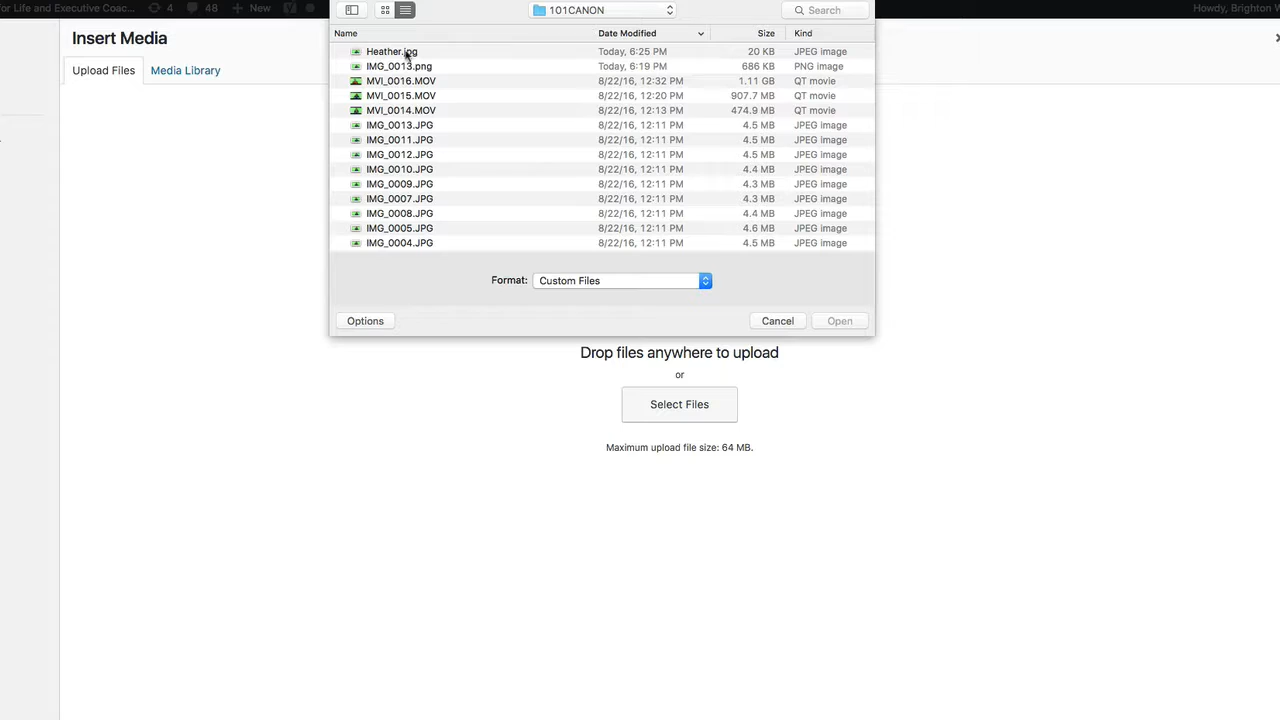 for Life and Executive Coac... 4 48 New Howdy, Brighton W
101CANON Search
Insert Media
Upload Files Media Library
Name Date Modified Size Kind
Heather.jpg Today, 6:25 PM 20 KB JPEG image
IMG_0013.png Today, 6:19 PM 686 KB PNG image
MVI_0016.MOV 8/22/16, 12:32 PM 1.11 GB QT movie
MVI_0015.MOV 8/22/16, 12:20 PM 907.7 MB QT movie
MVI_0014.MOV 8/22/16, 12:13 PM 474.9 MB QT movie
IMG_0013.JPG 8/22/16, 12:11 PM 4.5 MB JPEG image
IMG_0011.JPG 8/22/16, 12:11 PM 4.5 MB JPEG image
IMG_0012.JPG 8/22/16, 12:11 PM 4.5 MB JPEG image
IMG_0010.JPG 8/22/16, 12:11 PM 4.4 MB JPEG image
IMG_0009.JPG 8/22/16, 12:11 PM 4.3 MB JPEG image
IMG_0007.JPG 8/22/16, 12:11 PM 4.3 MB JPEG image
IMG_0008.JPG 8/22/16, 12:11 PM 4.4 MB JPEG image
IMG_0005.JPG 8/22/16, 12:11 PM 4.6 MB JPEG image
IMG_0004.JPG 8/22/16, 12:11 PM 4.5 MB JPEG image
Format: Custom Files
Options Cancel Open
Drop files anywhere to upload
or
Select Files
Maximum upload file size: 64 MB.